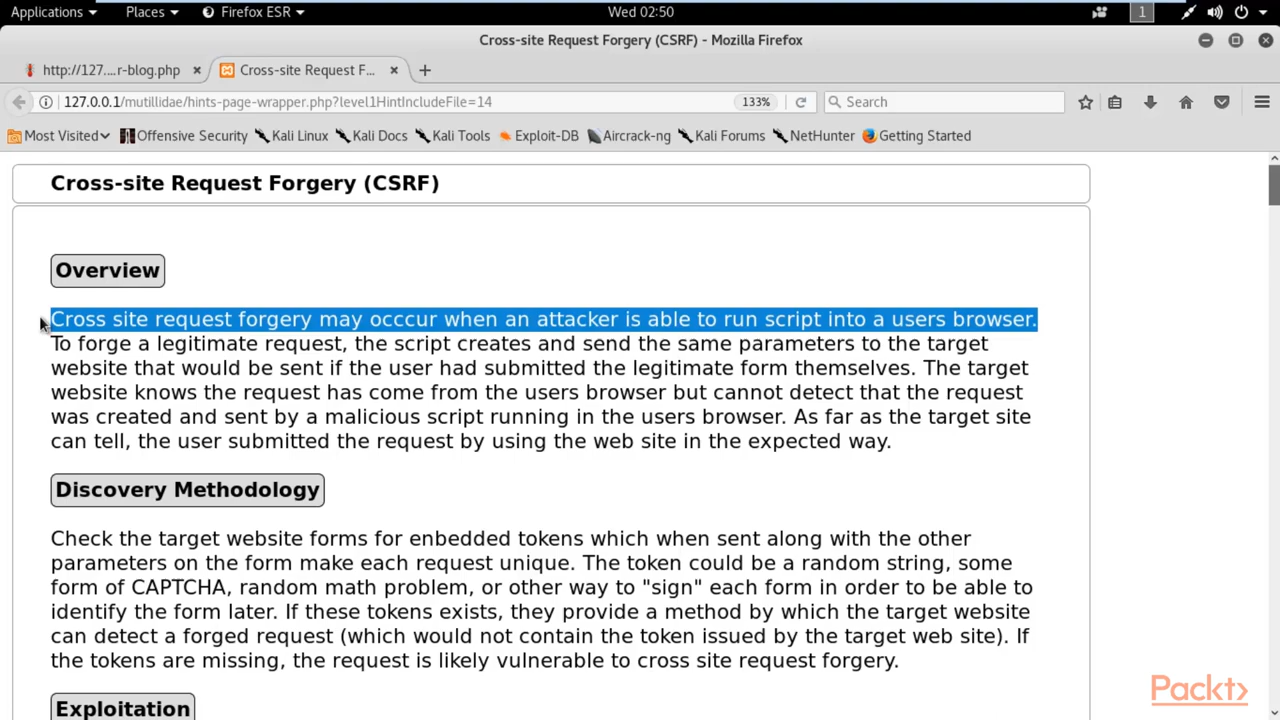 Applications Places Firefox ESR Wed 02:50 1
Cross-site Request Forgery (CSRF) - Mozilla Firefox
http://127....r-blog.php Cross-site Request F...
127.0.0.1/mutillidae/hints-page-wrapper.php?level1HintIncludeFile=14 133% Search
Most Visited Offensive Security Kali Linux Kali Docs Kali Tools Exploit-DB Aircrack-ng Kali Forums NetHunter Getting Started
Cross-site Request Forgery (CSRF)
Overview
Cross site request forgery may occcur when an attacker is able to run script into a users browser.
To forge a legitimate request, the script creates and send the same parameters to the target
website that would be sent if the user had submitted the legitimate form themselves. The target
website knows the request has come from the users browser but cannot detect that the request
was created and sent by a malicious script running in the users browser. As far as the target site
can tell, the user submitted the request by using the web site in the expected way.
Discovery Methodology
Check the target website forms for enbedded tokens which when sent along with the other
parameters on the form make each request unique. The token could be a random string, some
form of CAPTCHA, random math problem, or other way to "sign" each form in order to be able to
identify the form later. If these tokens exists, they provide a method by which the target website
can detect a forged request (which would not contain the token issued by the target web site). If
the tokens are missing, the request is likely vulnerable to cross site request forgery.
Exploitation
Packt>